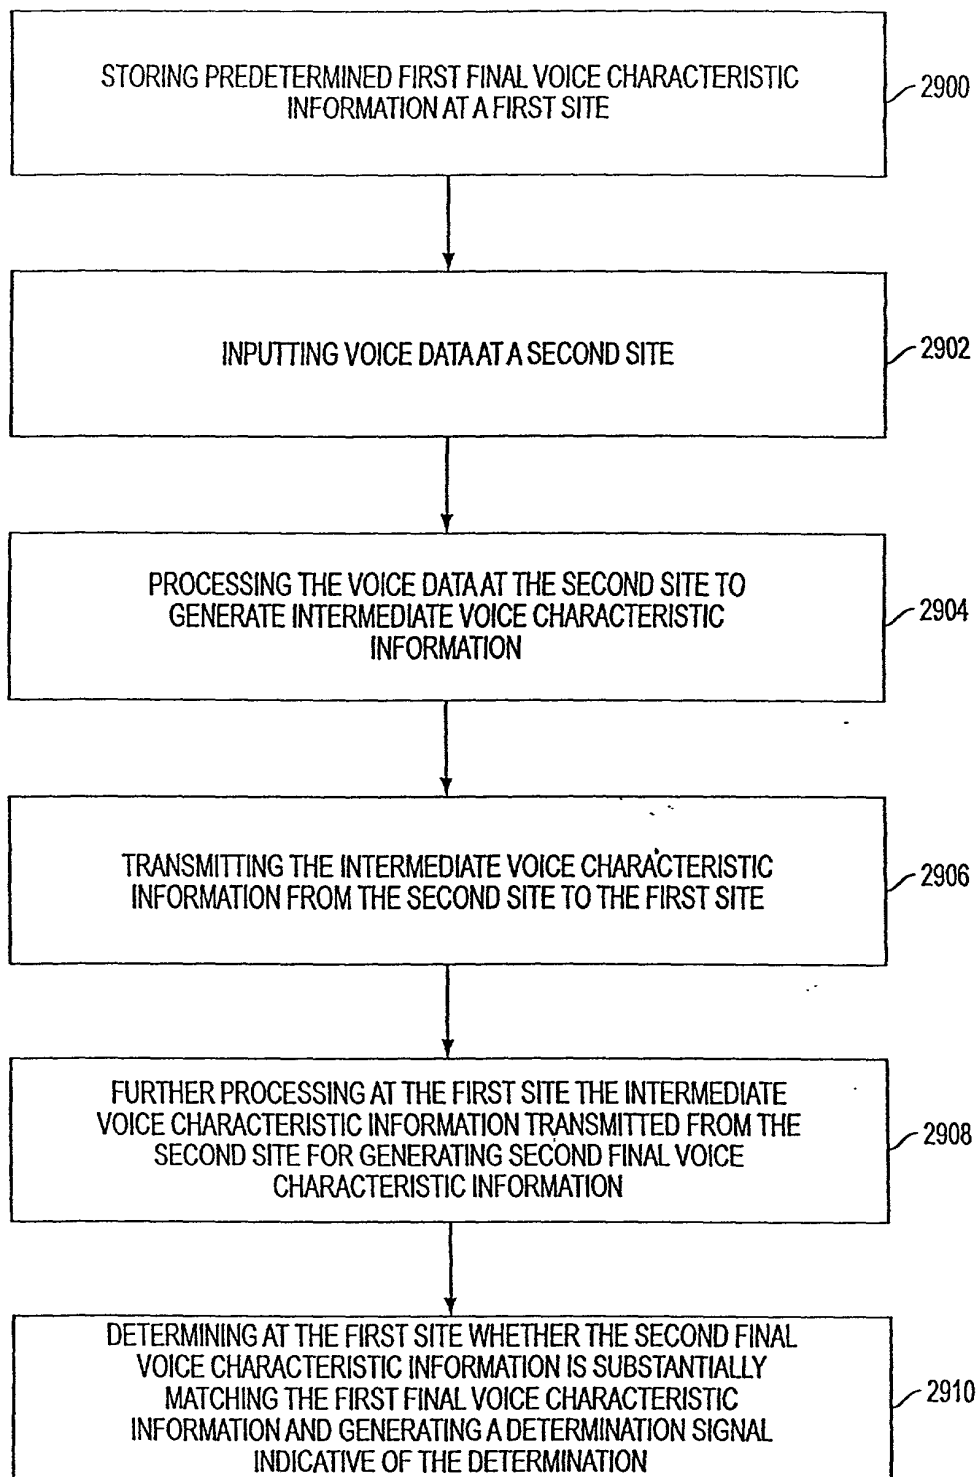 STORING PREDETERMINED FIRST FINAL VOICE CHARACTERISTIC
INFORMATION AT A FIRST SITE
2900
INPUTTING VOICE DATA AT A SECOND SITE
2902
PROCESSING THE VOICE DATA AT THE SECOND SITE TO
GENERATE INTERMEDIATE VOICE CHARACTERISTIC
INFORMATION
2904
TRANSMITTING THE INTERMEDIATE VOICE CHARACTERISTIC
INFORMATION FROM THE SECOND SITE TO THE FIRST SITE
2906
FURTHER PROCESSING AT THE FIRST SITE THE INTERMEDIATE
VOICE CHARACTERISTIC INFORMATION TRANSMITTED FROM THE
SECOND SITE FOR GENERATING SECOND FINAL VOICE
CHARACTERISTIC INFORMATION
2908
DETERMINING AT THE FIRST SITE WHETHER THE SECOND FINAL
VOICE CHARACTERISTIC INFORMATION IS SUBSTANTIALLY
MATCHING THE FIRST FINAL VOICE CHARACTERISTIC
INFORMATION AND GENERATING A DETERMINATION SIGNAL
INDICATIVE OF THE DETERMINATION
2910